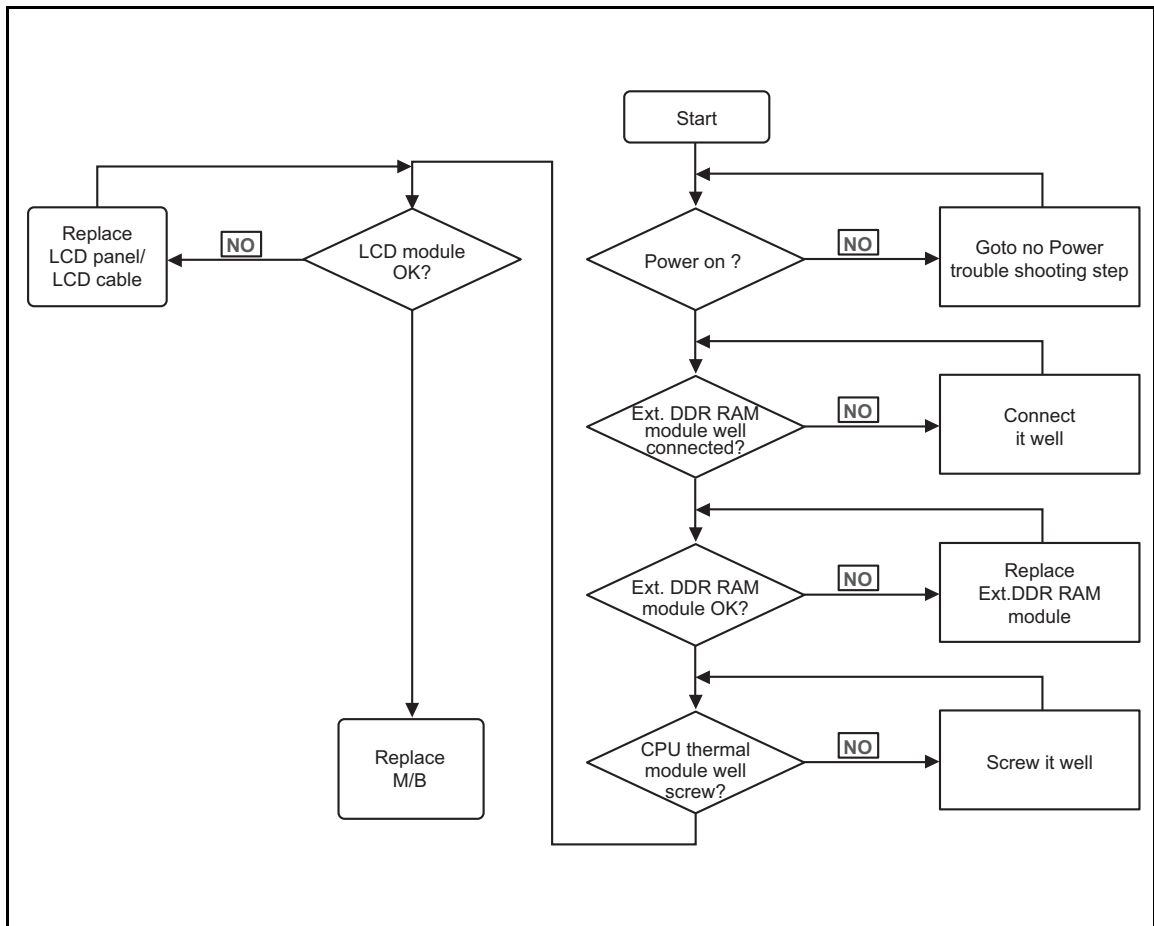 Start
Power on ?
NO
Goto no Power
trouble shooting step
Ext. DDR RAM
module well
connected?
NO
Connect
it well
Ext. DDR RAM
module OK?
NO
Replace
Ext.DDR RAM
module
CPU thermal
module well
screw?
NO
Screw it well
LCD module
OK?
NO
Replace
LCD panel/
LCD cable
Replace
M/B